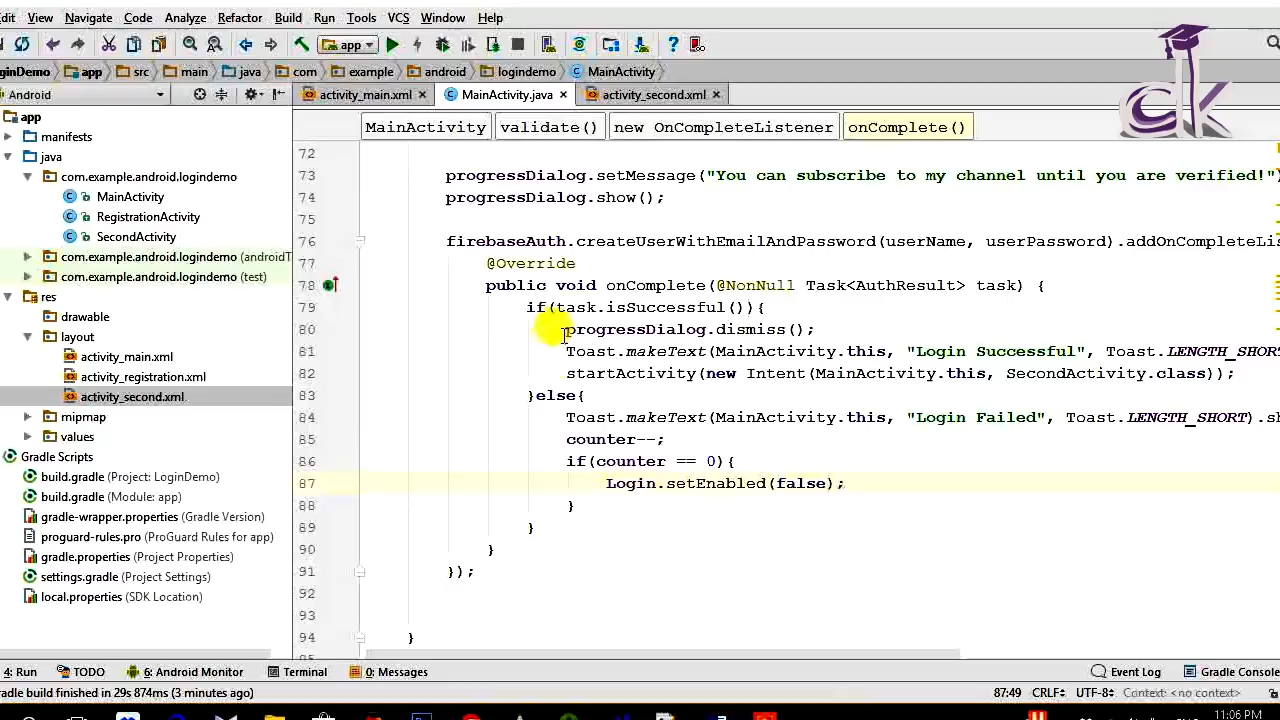 dit View Navigate Code Analyze Refactor Build Run Tools VCS Window Help
app
ginDemo app src main java com example android logindemo MainActivity
Android
activity_main.xml MainActivity.java activity_second.xml
MainActivity validate() new OnCompleteListener onComplete()
app
manifests
java
com.example.android.logindemo
MainActivity
RegistrationActivity
SecondActivity
com.example.android.logindemo (androidT
com.example.android.logindemo (test)
res
drawable
layout
activity_main.xml
activity_registration.xml
activity_second.xml
mipmap
values
Gradle Scripts
build.gradle (Project: LoginDemo)
build.gradle (Module: app)
gradle-wrapper.properties (Gradle Version)
proguard-rules.pro (ProGuard Rules for app)
gradle.properties (Project Properties)
settings.gradle (Project Settings)
local.properties (SDK Location)
72
73 progressDialog.setMessage("You can subscribe to my channel until you are verified!")
74 progressDialog.show();
75
76 firebaseAuth.createUserWithEmailAndPassword(userName, userPassword).addOnCompleteLis
77 @Override
78 public void onComplete(@NonNull Task<AuthResult> task) {
79 if(task.isSuccessful()){
80 progressDialog.dismiss();
81 Toast.makeText(MainActivity.this, "Login Successful", Toast.LENGTH_SHORT
82 startActivity(new Intent(MainActivity.this, SecondActivity.class));
83 }else{
84 Toast.makeText(MainActivity.this, "Login Failed", Toast.LENGTH_SHORT).sh
85 counter--;
86 if(counter == 0){
87 Login.setEnabled(false);
88 }
89 }
90 }
91 });
92
93
94 }
4: Run TODO 6: Android Monitor Terminal 0: Messages Event Log Gradle Console
radle build finished in 29s 874ms (3 minutes ago) 87:49 CRLF UTF-8 Context: <no context>
11:06 PM